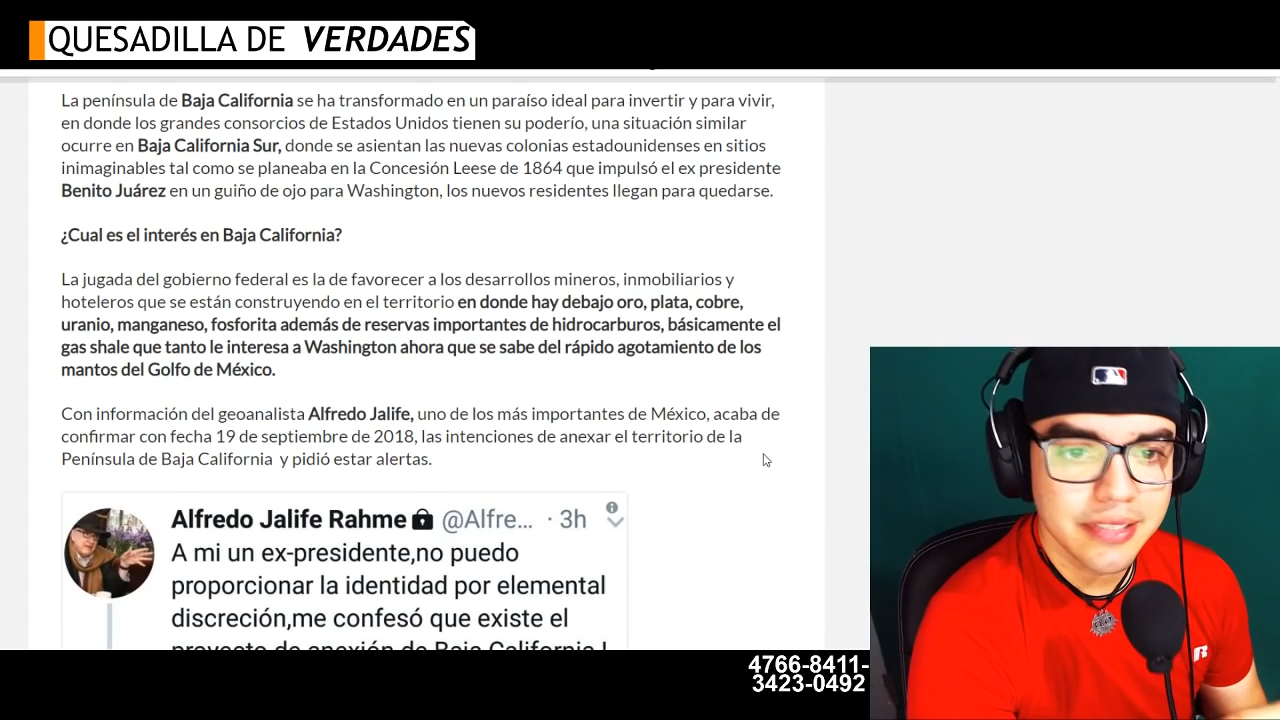 QUESADILLA DE VERDADES
La península de Baja California se ha transformado en un paraíso ideal para invertir y para vivir,
en donde los grandes consorcios de Estados Unidos tienen su poderío, una situación similar
ocurre en Baja California Sur, donde se asientan las nuevas colonias estadounidenses en sitios
inimaginables tal como se planeaba en la Concesión Leese de 1864 que impulsó el ex presidente
Benito Juárez en un guiño de ojo para Washington, los nuevos residentes llegan para quedarse.
¿Cual es el interés en Baja California?
La jugada del gobierno federal es la de favorecer a los desarrollos mineros, inmobiliarios y
hoteleros que se están construyendo en el territorio en donde hay debajo oro, plata, cobre,
uranio, manganeso, fosforita además de reservas importantes de hidrocarburos, básicamente el
gas shale que tanto le interesa a Washington ahora que se sabe del rápido agotamiento de los
mantos del Golfo de México.
Con información del geoanalista Alfredo Jalife, uno de los más importantes de México, acaba de
confirmar con fecha 19 de septiembre de 2018, las intenciones de anexar el territorio de la
Península de Baja California y pidió estar alertas.
Alfredo Jalife Rahme @Alfre... · 3h
A mi un ex-presidente,no puedo
proporcionar la identidad por elemental
discreción,me confesó que existe el
proyecto de anexión de Baja California
4766-8411-
3423-0492